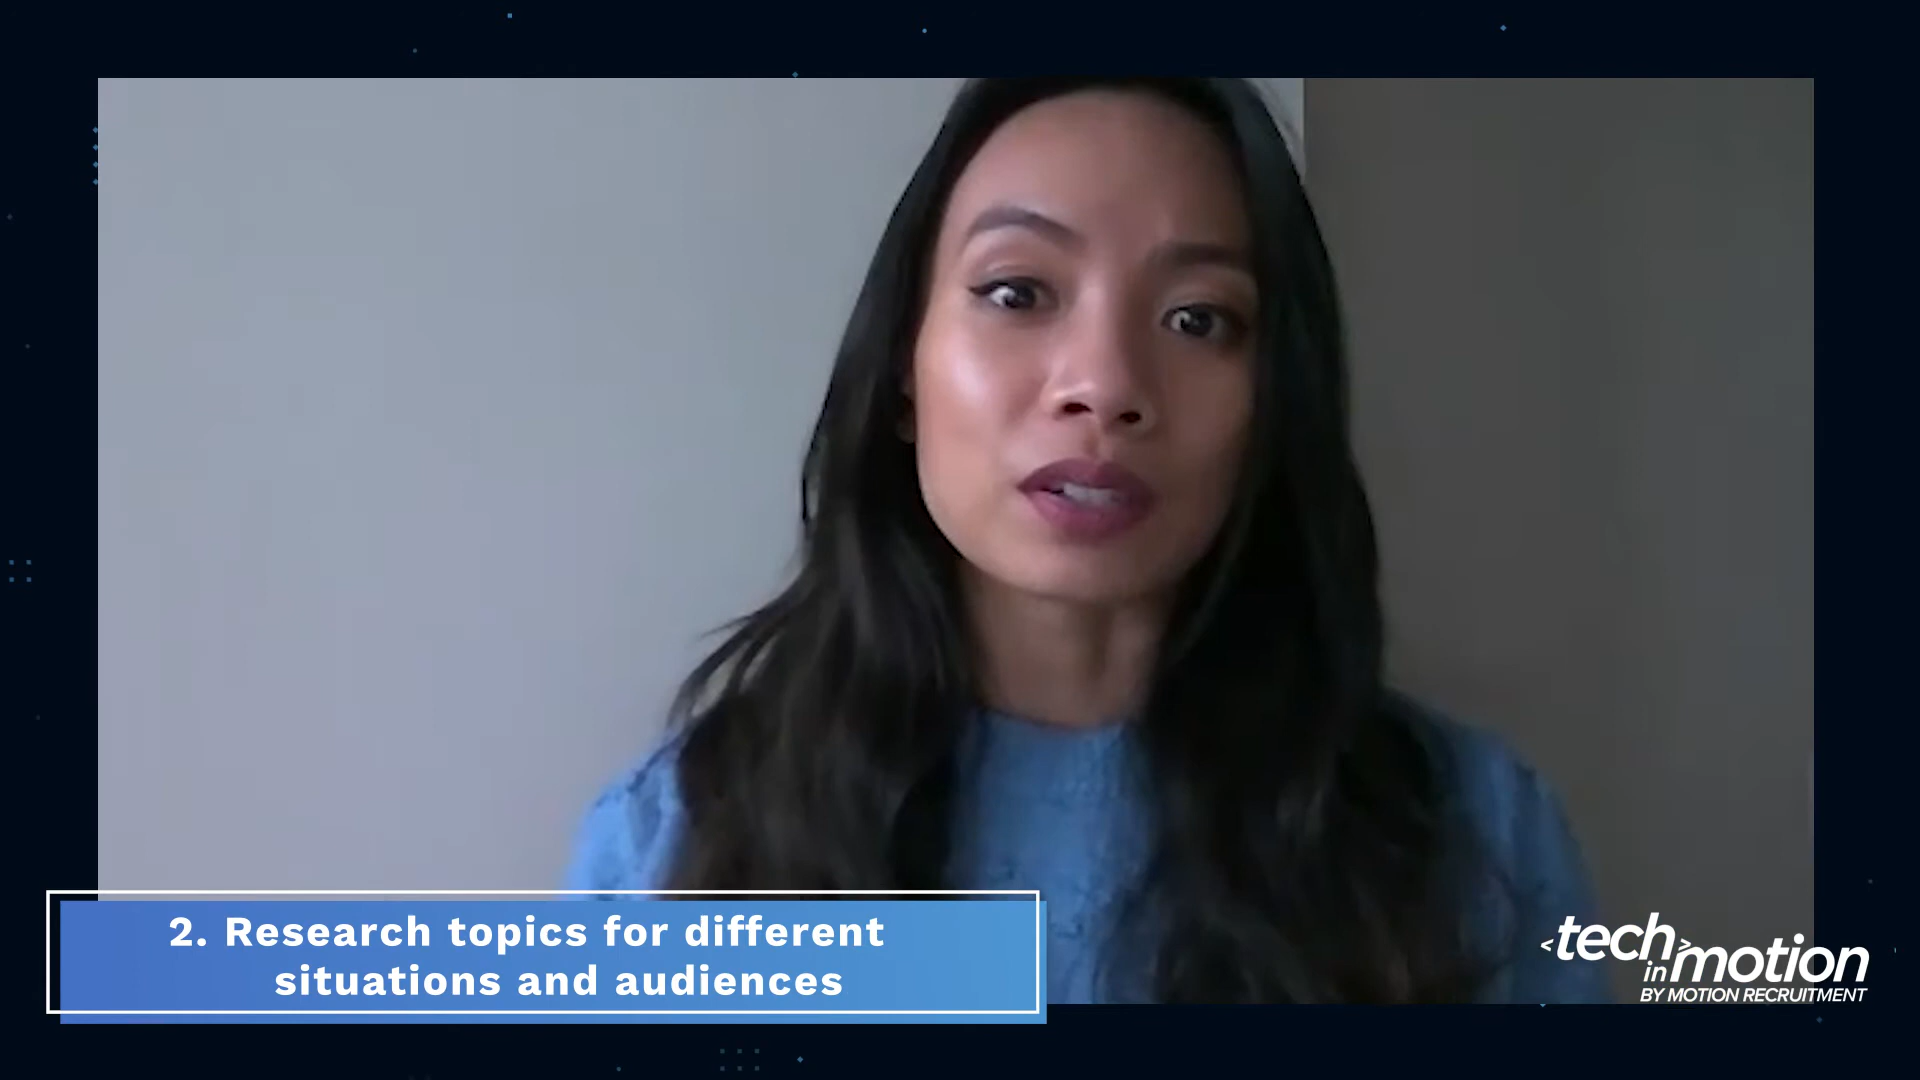 2. Research topics for different
situations and audiences
<tech>
in motion
BY MOTION RECRUITMENT